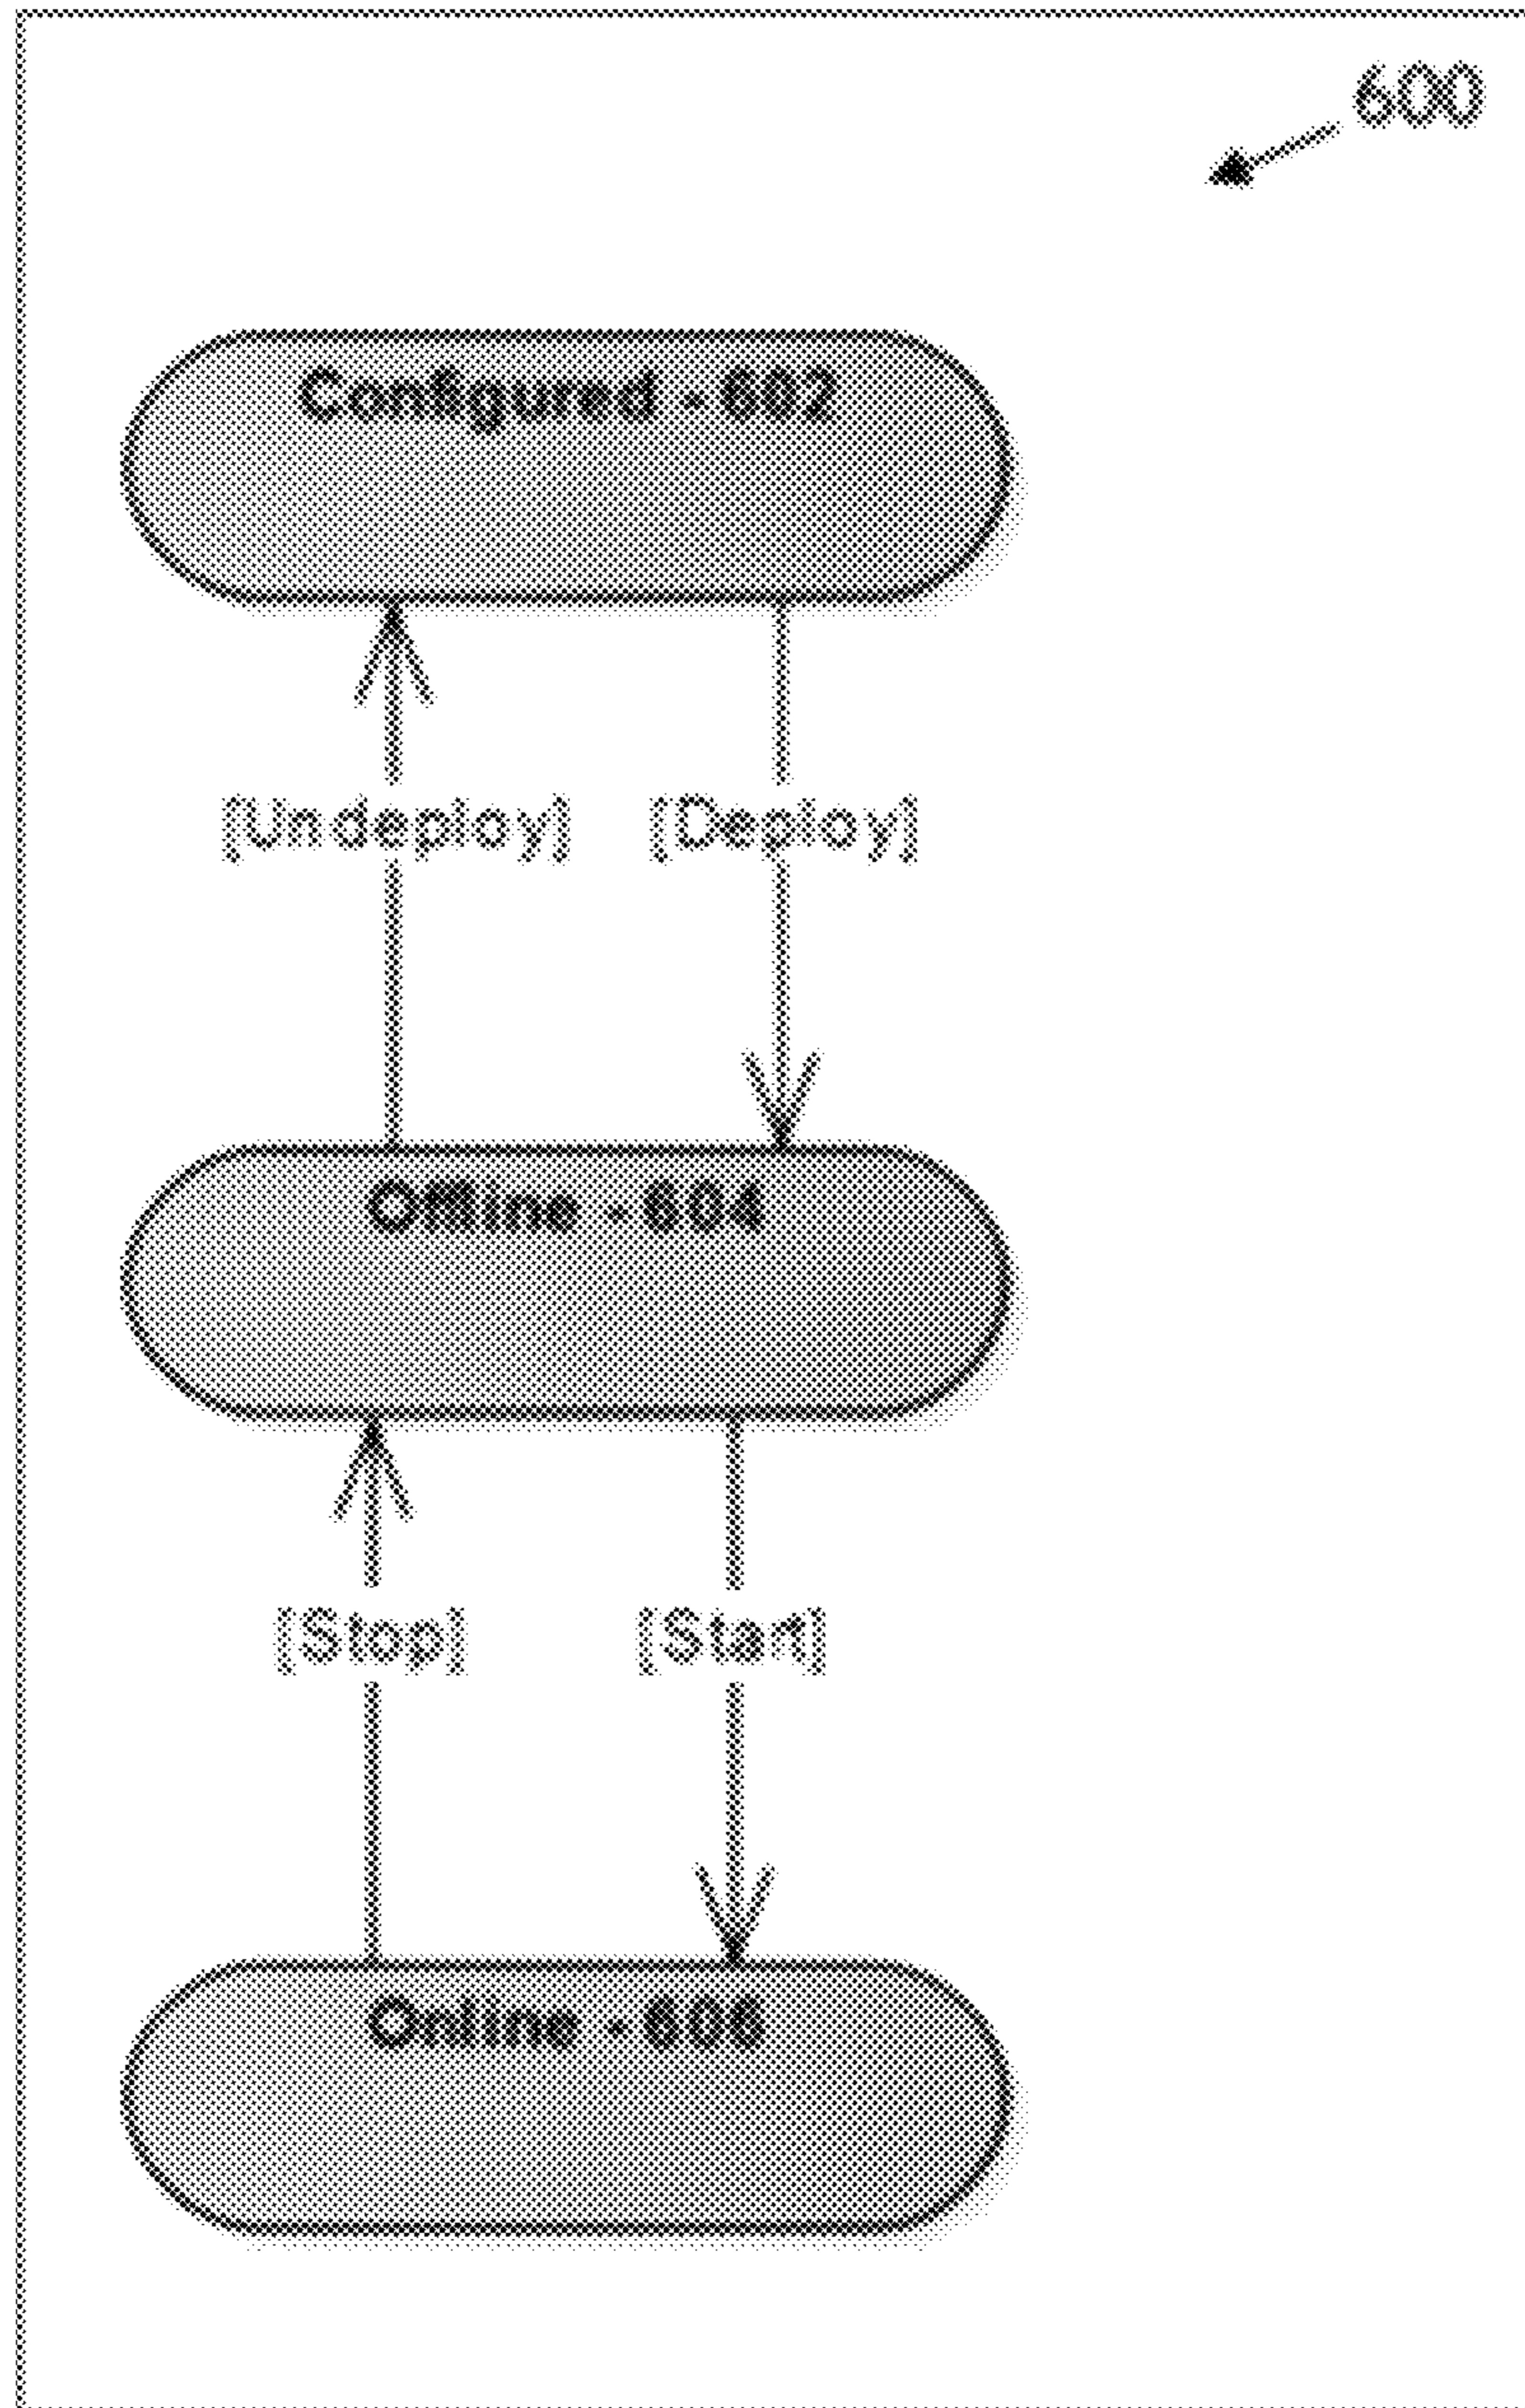 600
Configured - 602
[Undeploy] [Deploy]
Offline - 604
[Stop] [Start]
Online - 606